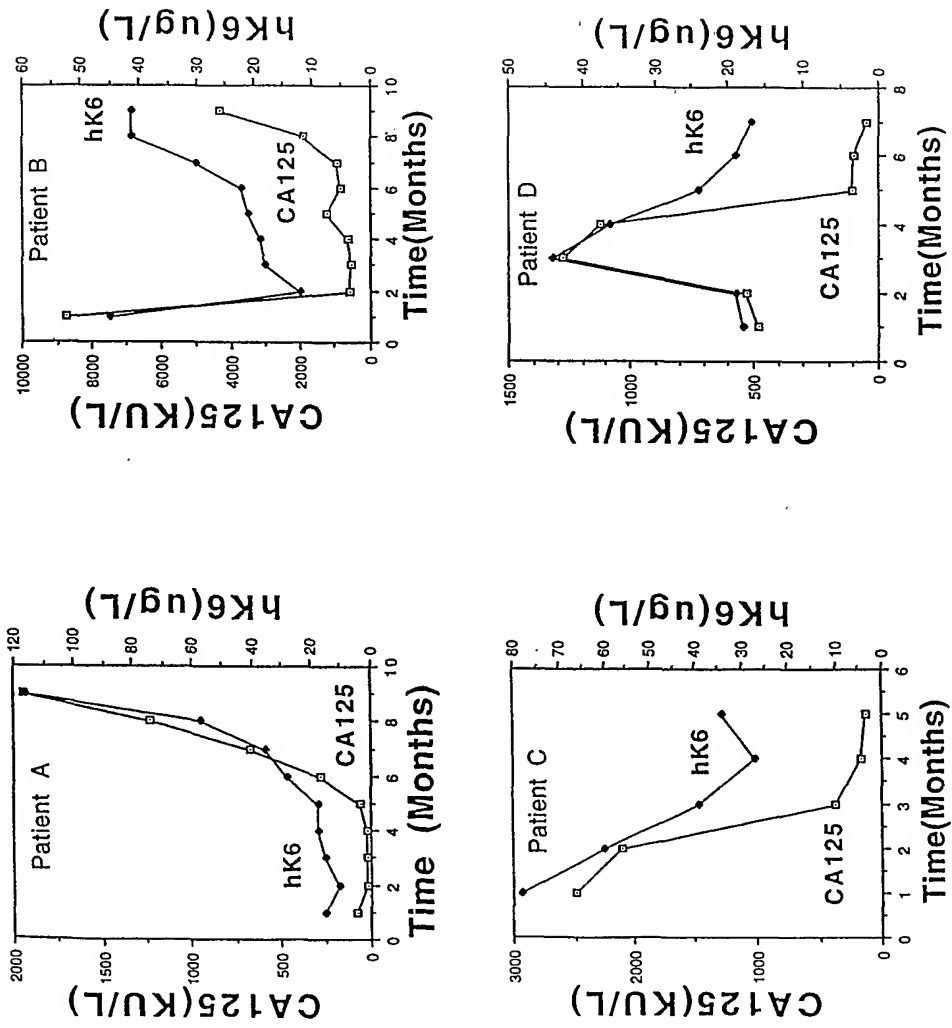 Patient A
CA125(KU/L)
2000
1500
1000
500
0
hK6
CA125
120
100
80
60
40
20
0
hK6(ug/L)
0 2 4 6 8 10
Time (Months)
Patient B
CA125(KU/L)
10000
8000
6000
4000
2000
0
hK6
CA125
60
50
40
30
20
10
0
hK6(ug/L)
0 2 4 6 8 10
Time(Months)
Patient C
CA125(KU/L)
3000
2000
1000
0
hK6
CA125
80
70
60
50
40
30
20
10
0
hK6(ug/L)
0 1 2 3 4 5 6
Time(Months)
Patient D
CA125(KU/L)
1500
1000
500
0
hK6
CA125
50
40
30
20
10
0
hK6(ug/L)
0 2 4 6 8
Time(Months)